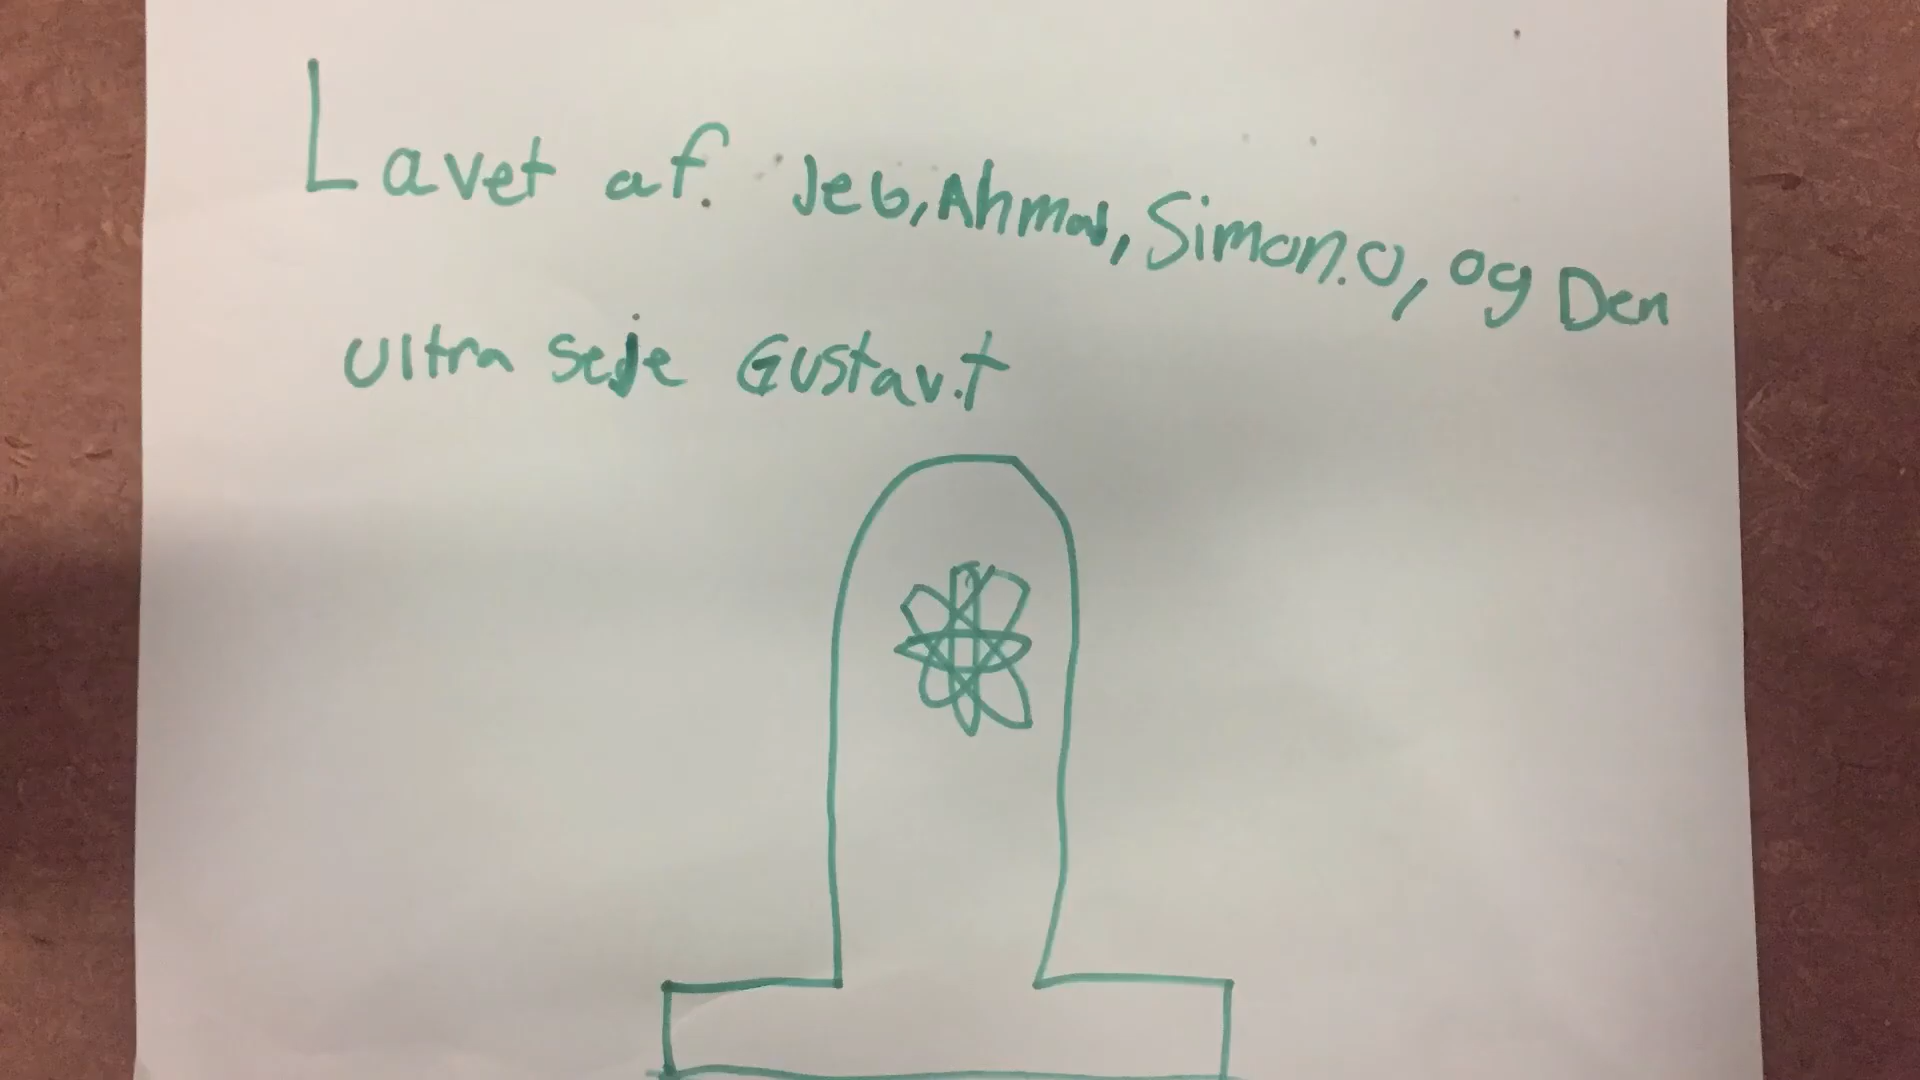 Lavet af. Jeb, Ahmad, Simon.O, og Den
Ultra seje Gustav.t